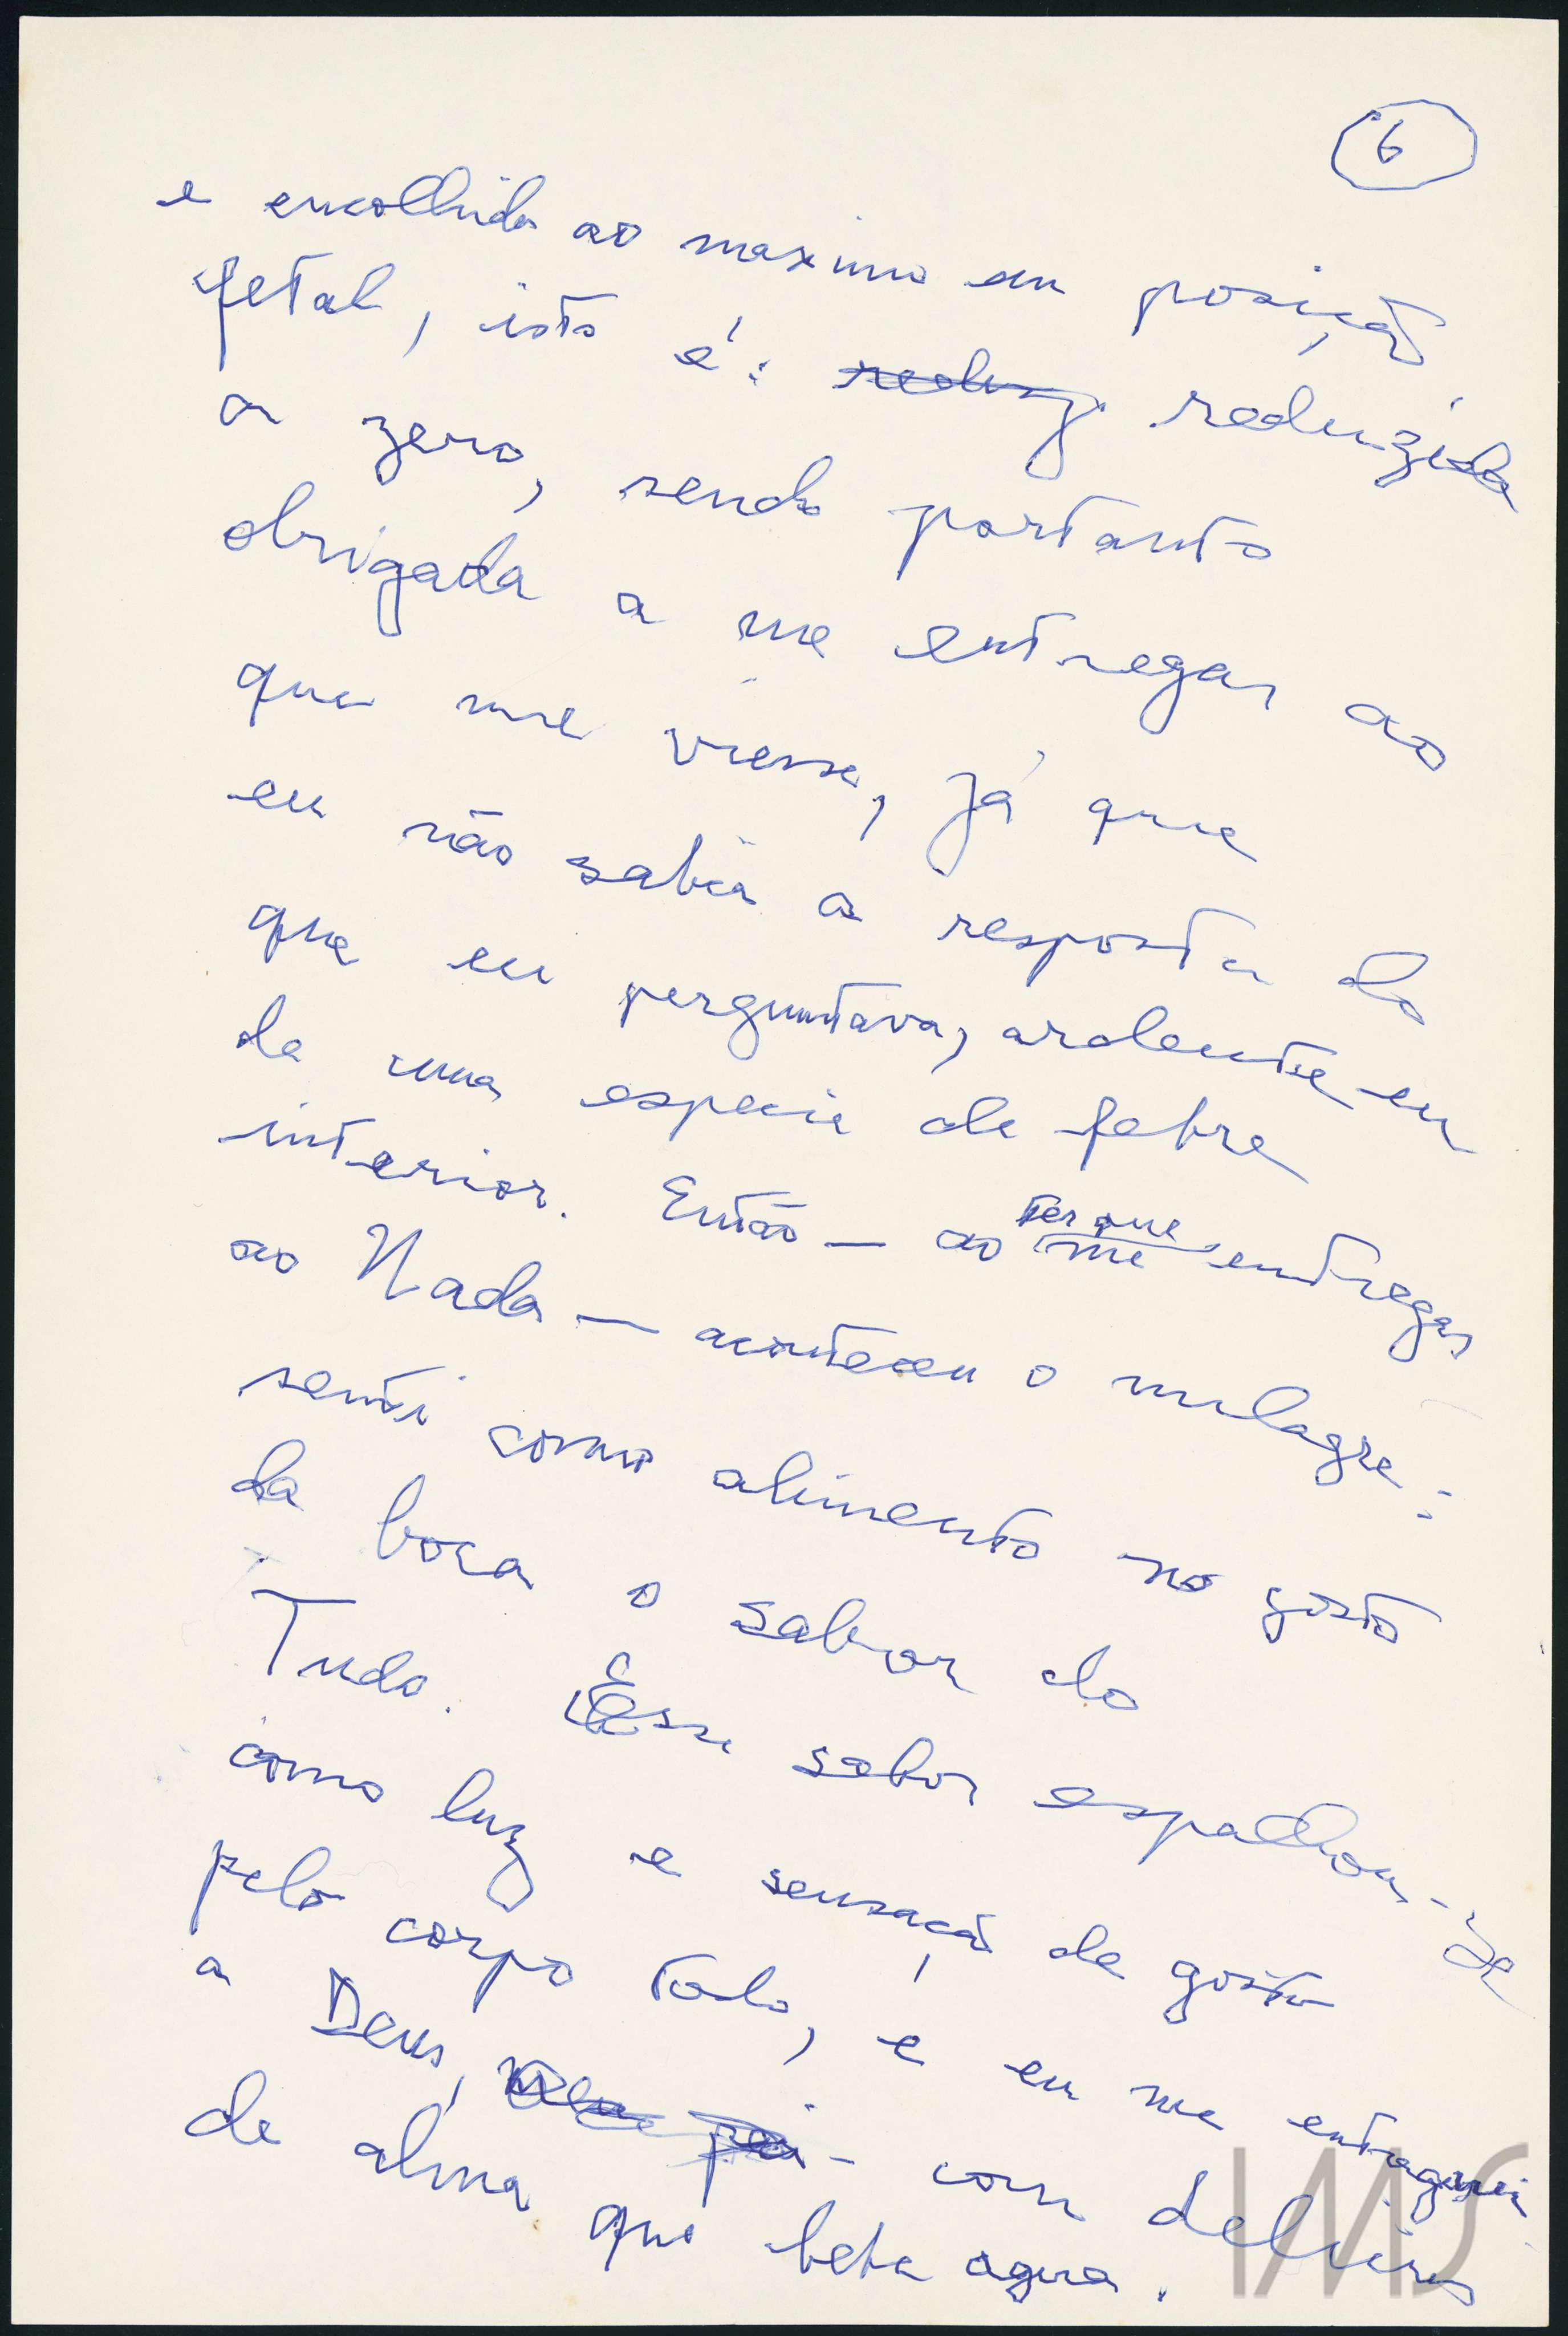 6
e encolhida ao maximo em posição
fetal, isto é: reduz reduzida
a zero, sendo portanto
obrigada a me entregar ao
que me viesse, já que
eu não sabia a resposta do
que eu perguntava, ardente eu
de uma especie de febre
interior. Então — ao ter que me entregar
ao Nada — aconteceu o milagre:
senti como alimento no gosto
da boca o sabor do
Tudo. Esse sabor espalhou-se
como luz e sensação de gosto
pelo corpo todo, e eu me entreguei
a Deus, com delicias
de alma que bebe agua.
IMS